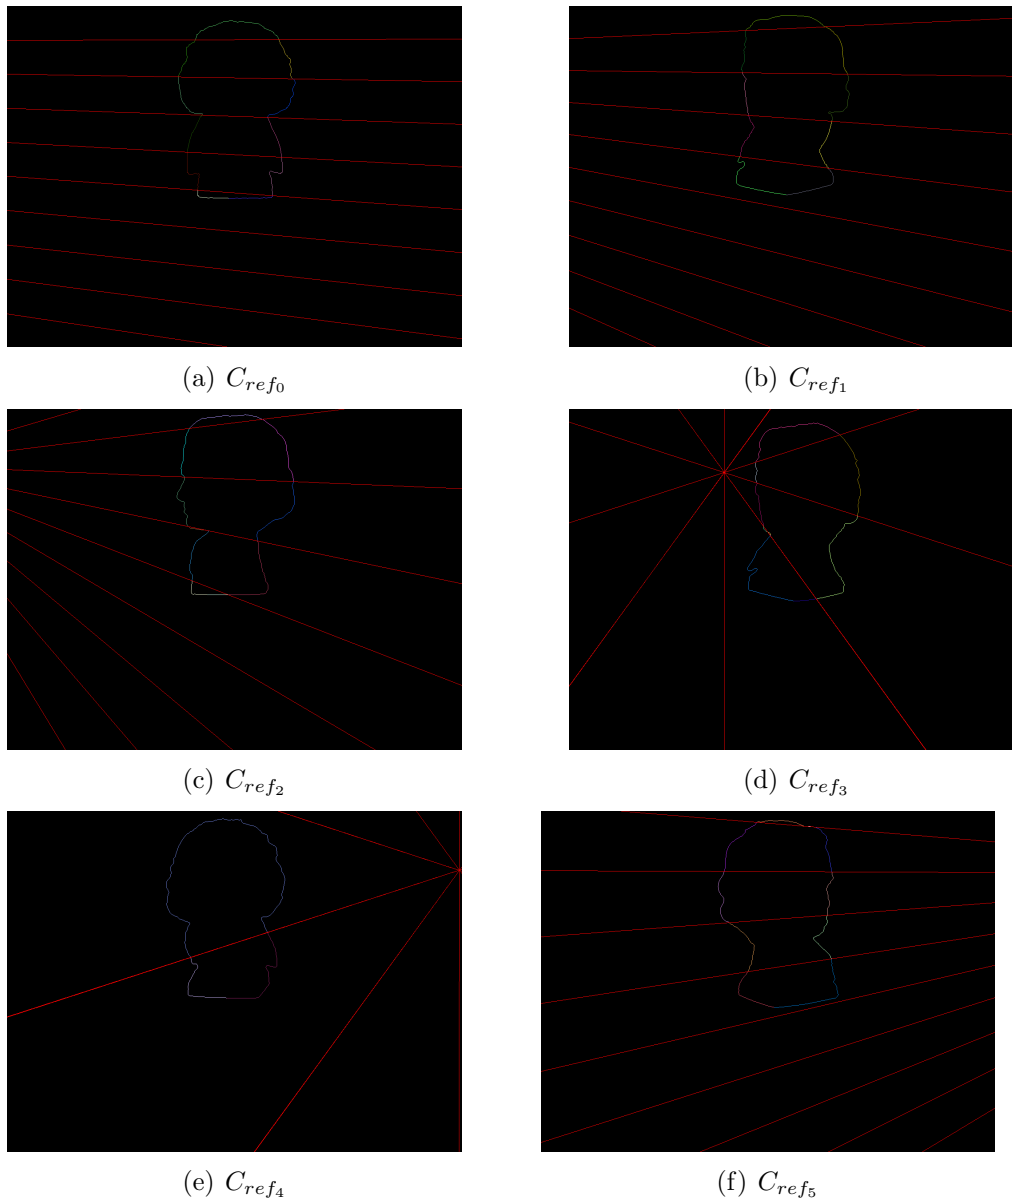 (a) $C_{ref_0}$
(b) $C_{ref_1}$
(c) $C_{ref_2}$
(d) $C_{ref_3}$
(e) $C_{ref_4}$
(f) $C_{ref_5}$